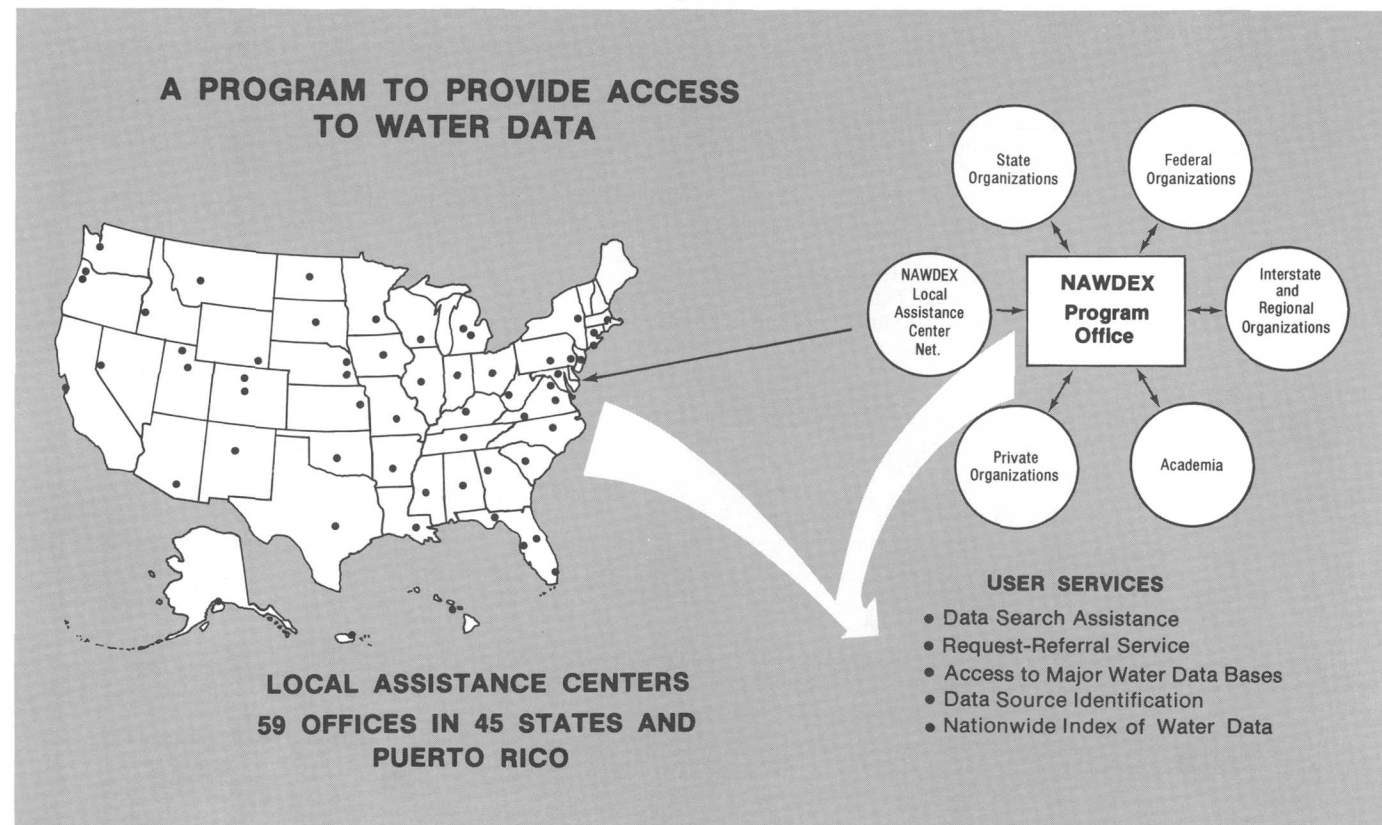 A PROGRAM TO PROVIDE ACCESS
TO WATER DATA
State
Organizations
Federal
Organizations
NAWDEX
Local
Assistance
Center
Net.
NAWDEX
Program
Office
Interstate
and
Regional
Organizations
Private
Organizations
Academia
LOCAL ASSISTANCE CENTERS
59 OFFICES IN 45 STATES AND
PUERTO RICO
USER SERVICES
• Data Search Assistance
• Request-Referral Service
• Access to Major Water Data Bases
• Data Source Identification
• Nationwide Index of Water Data